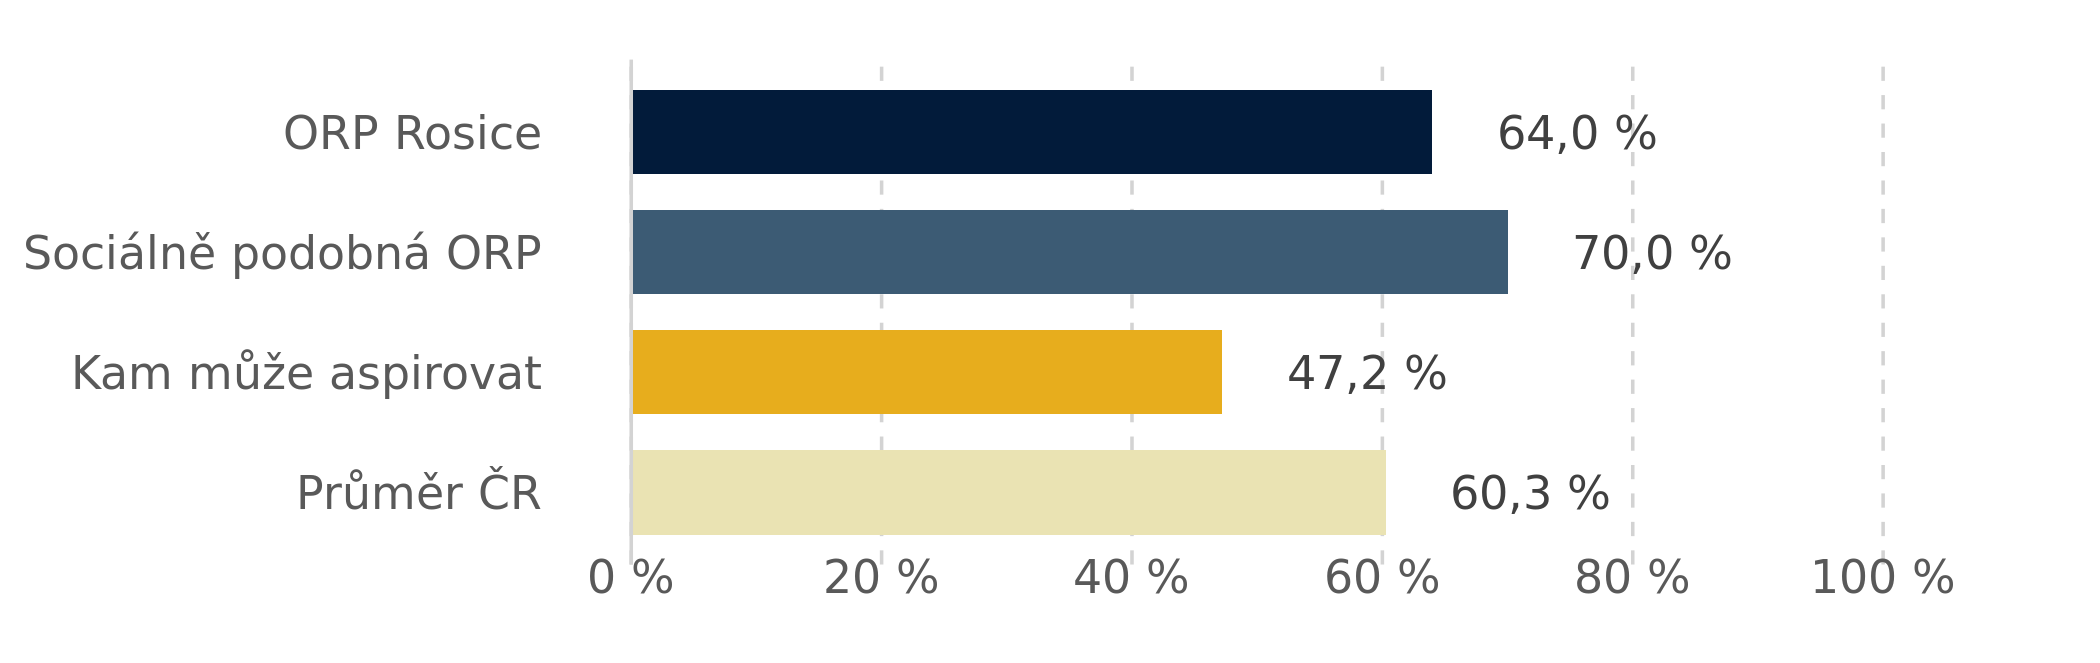 ORP Rosice 64,0 %
Sociálně podobná ORP 70,0 %
Kam může aspirovat 47,2 %
Průměr ČR 60,3 %
0 % 20 % 40 % 60 % 80 % 100 %